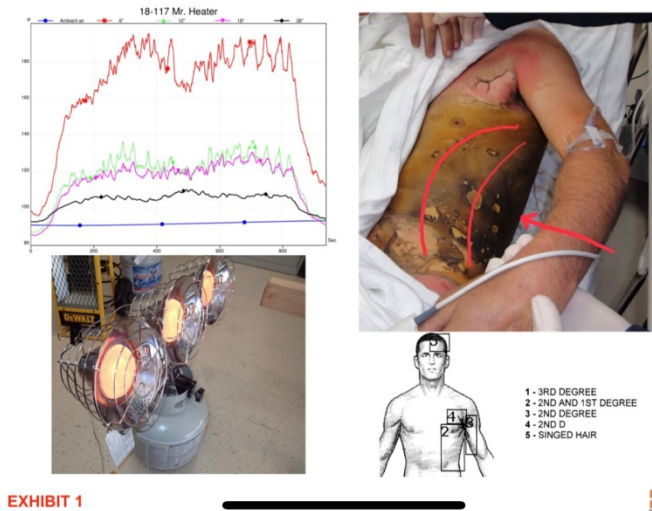 18-117 Mr. Heater
°F
Ambient air 6" 12" 18" 36"
180
160
140
120
100
80
200 400 600 800 Sec
DEWALT
5
4
3
2
1 - 3RD DEGREE
2 - 2ND AND 1ST DEGREE
3 - 2ND DEGREE
4 - 2ND D
5 - SINGED HAIR
EXHIBIT 1